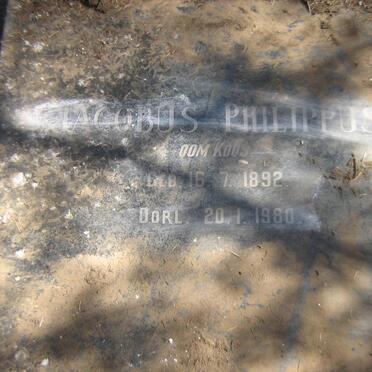 JACOBUS PHILIPPUS
OOM KOOS
GEB. 16.7.1892
OORL. 20.1.1980